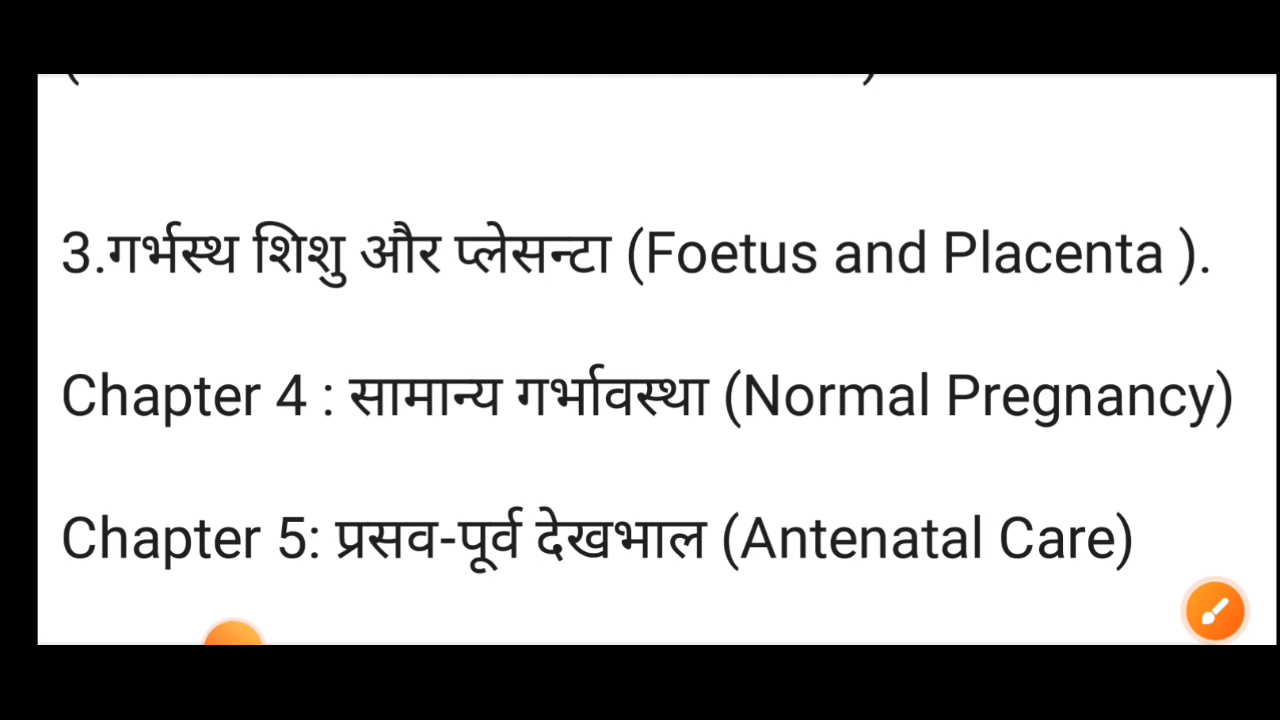 3.गर्भस्थ शिशु और प्लेसन्टा (Foetus and Placenta ).
Chapter 4 : सामान्य गर्भावस्था (Normal Pregnancy)
Chapter 5: प्रसव-पूर्व देखभाल (Antenatal Care)